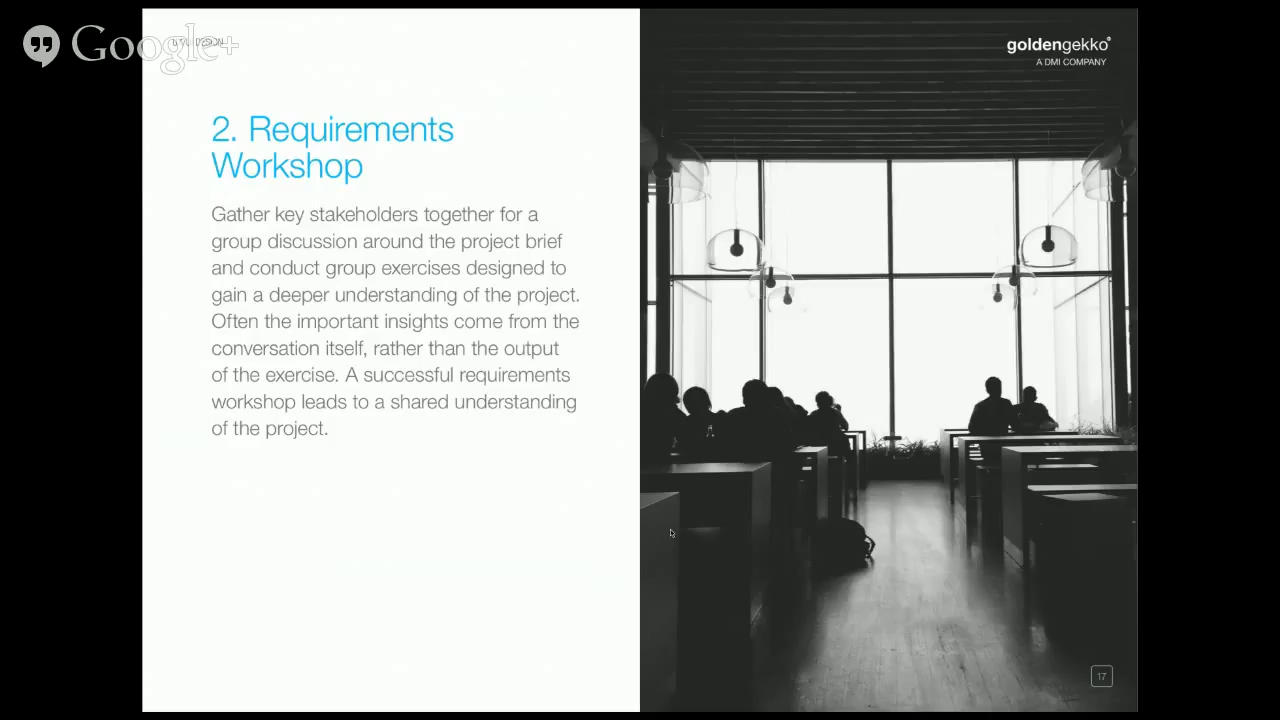 Google+
goldengekko
A DMI COMPANY
2. Requirements
Workshop
Gather key stakeholders together for a
group discussion around the project brief
and conduct group exercises designed to
gain a deeper understanding of the project.
Often the important insights come from the
conversation itself, rather than the output
of the exercise. A successful requirements
workshop leads to a shared understanding
of the project.
17